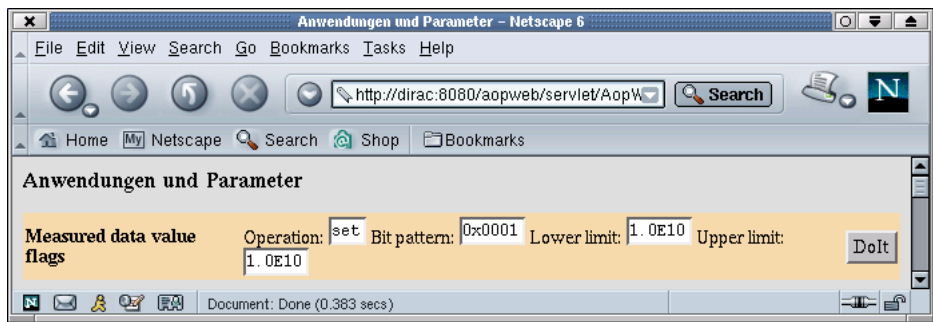 Anwendungen und Parameter - Netscape 6
File Edit View Search Go Bookmarks Tasks Help
http://dirac:8080/aopweb/servlet/AopW Search N
Home My Netscape Search Shop Bookmarks
Anwendungen und Parameter
Measured data value Operation: set Bit pattern: 0x0001 Lower limit: 1.0E10 Upper limit:
flags 1.0E10 DoIt
N Document: Done (0.383 secs)